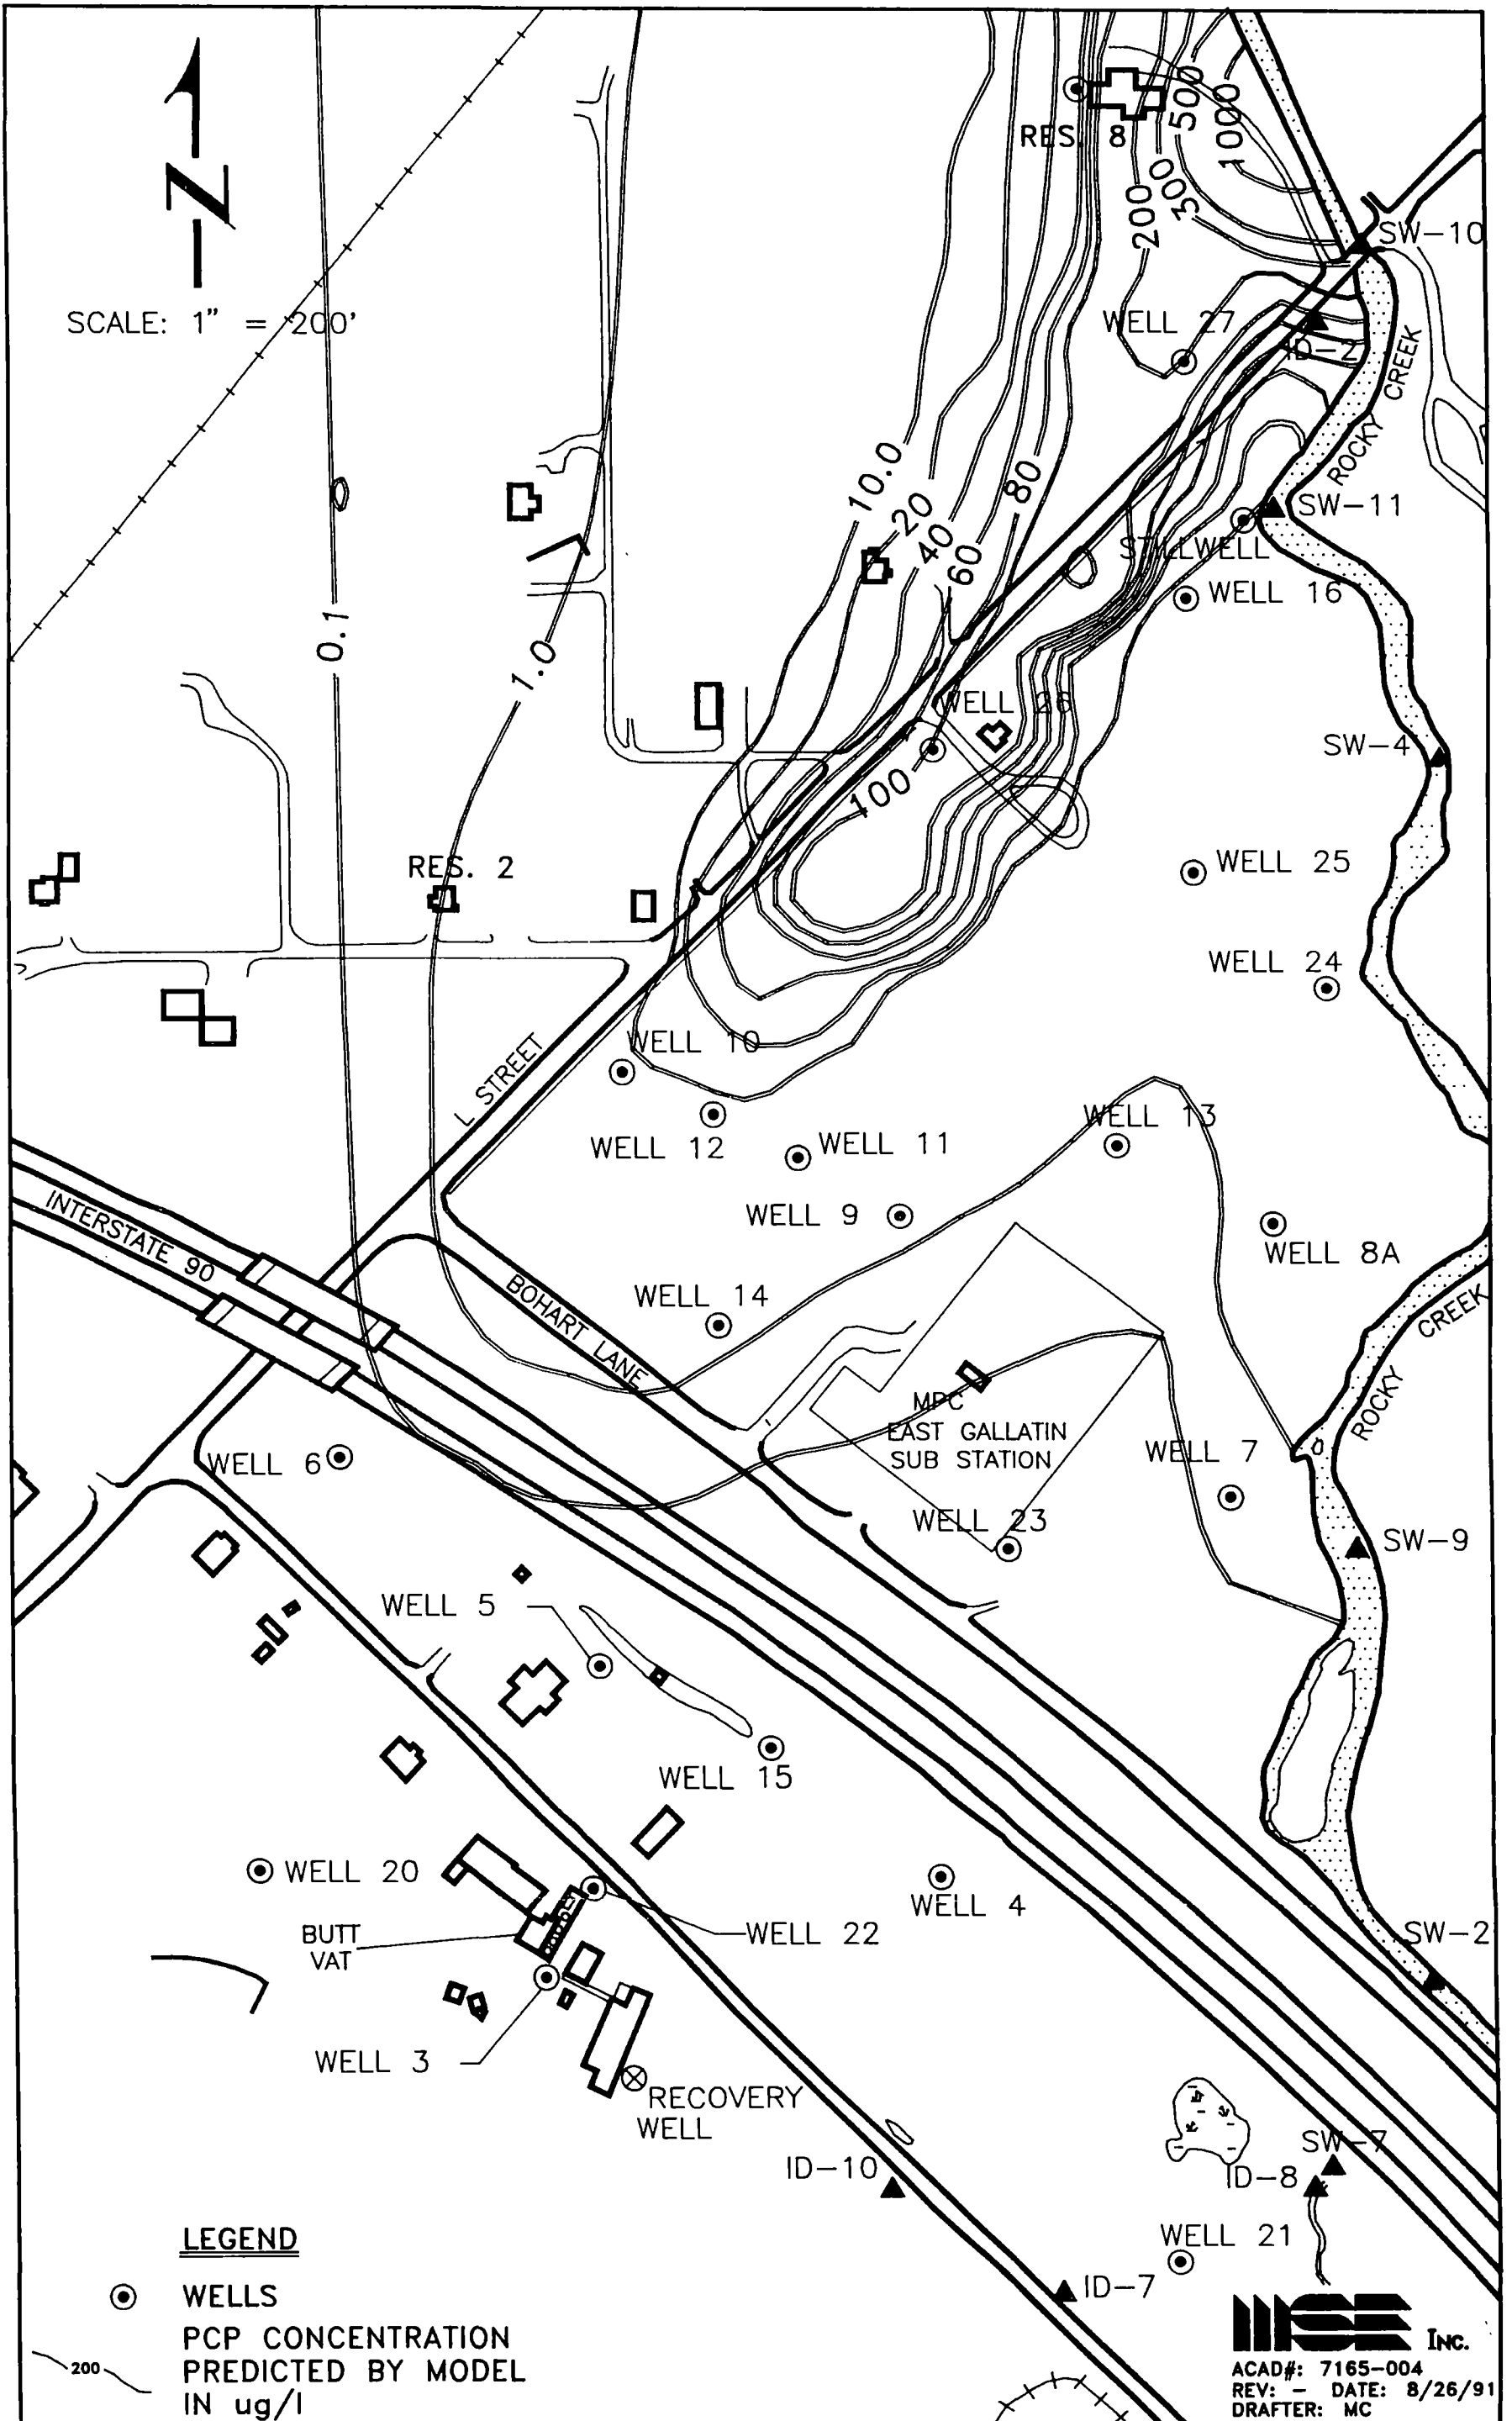 RES. 8
500
1000
200
300
N
SW-10
SCALE: 1" = 200'
WELL 27
ID-2
ROCKY CREEK
10.0
20
40
60
80
SW-11
STILLWELL
WELL 16
0.1
1.0
WELL 26
SW-4
100
RES. 2
WELL 25
WELL 24
WELL 10
L STREET
WELL 12
WELL 11
WELL 13
WELL 9
WELL 8A
INTERSTATE 90
BOHART LANE
WELL 14
ROCKY CREEK
MPC
EAST GALLATIN
SUB STATION
WELL 6
WELL 7
WELL 23
SW-9
WELL 5
WELL 15
WELL 20
WELL 4
BUTT
VAT
WELL 22
SW-2
WELL 3
RECOVERY
WELL
SW-7
ID-10
ID-8
WELL 21
ID-7
LEGEND
WELLS
200
PCP CONCENTRATION
PREDICTED BY MODEL
IN ug/l
MSE INC.
ACAD#: 7165-004
REV: - DATE: 8/26/91
DRAFTER: MC